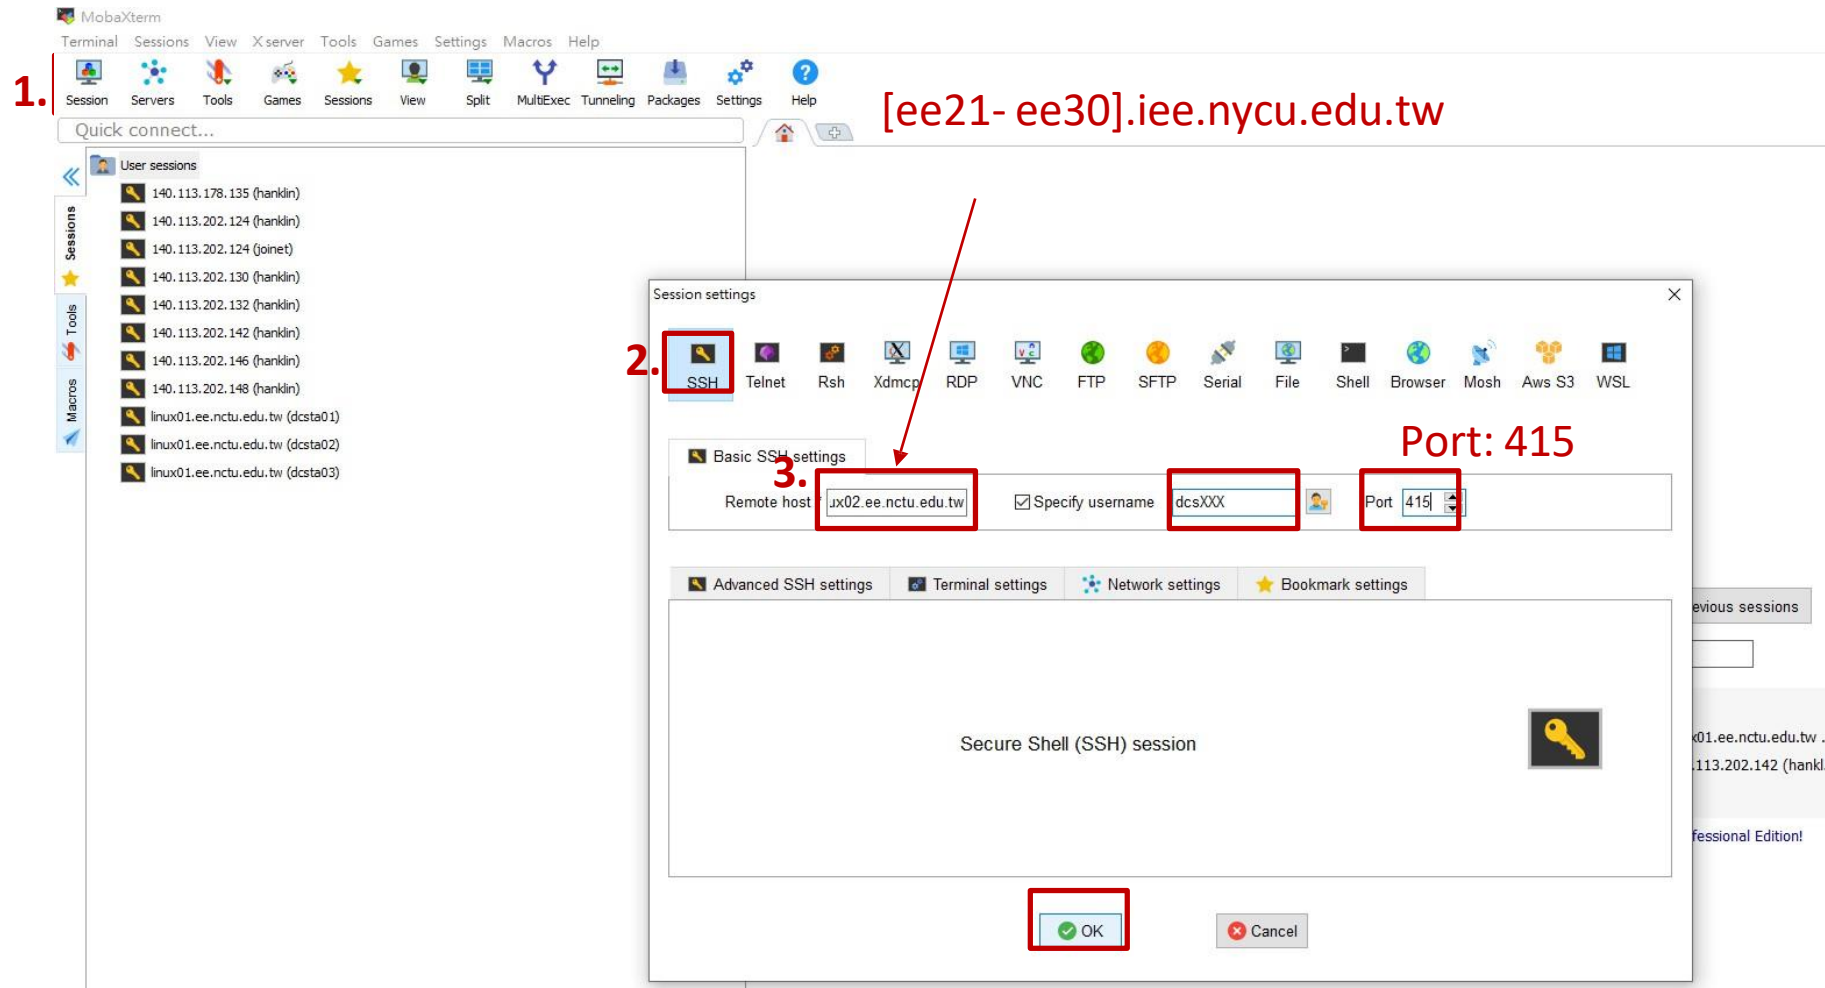 MobaXterm
Terminal Sessions View X server Tools Games Settings Macros Help
1.
Session Servers Tools Games Sessions View Split MultiExec Tunneling Packages Settings Help
[ee21- ee30].iee.nycu.edu.tw
Quick connect...
User sessions
140.113.178.135 (hanklin)
140.113.202.124 (hanklin)
140.113.202.124 (joinet)
140.113.202.130 (hanklin)
140.113.202.132 (hanklin)
140.113.202.142 (hanklin)
140.113.202.146 (hanklin)
140.113.202.148 (hanklin)
linux01.ee.nctu.edu.tw (dcsta01)
linux01.ee.nctu.edu.tw (dcsta02)
linux01.ee.nctu.edu.tw (dcsta03)
Sessions
Tools
Macros
Session settings
2.
SSH Telnet Rsh Xdmcp RDP VNC FTP SFTP Serial File Shell Browser Mosh Aws S3 WSL
Port: 415
Basic SSH settings
3.
Remote host * ux02.ee.nctu.edu.tw Specify username dcsXXX Port 415
Advanced SSH settings Terminal settings Network settings Bookmark settings
Secure Shell (SSH) session
OK Cancel
evious sessions
x01.ee.nctu.edu.tw .
.113.202.142 (hankl.
fessional Edition!